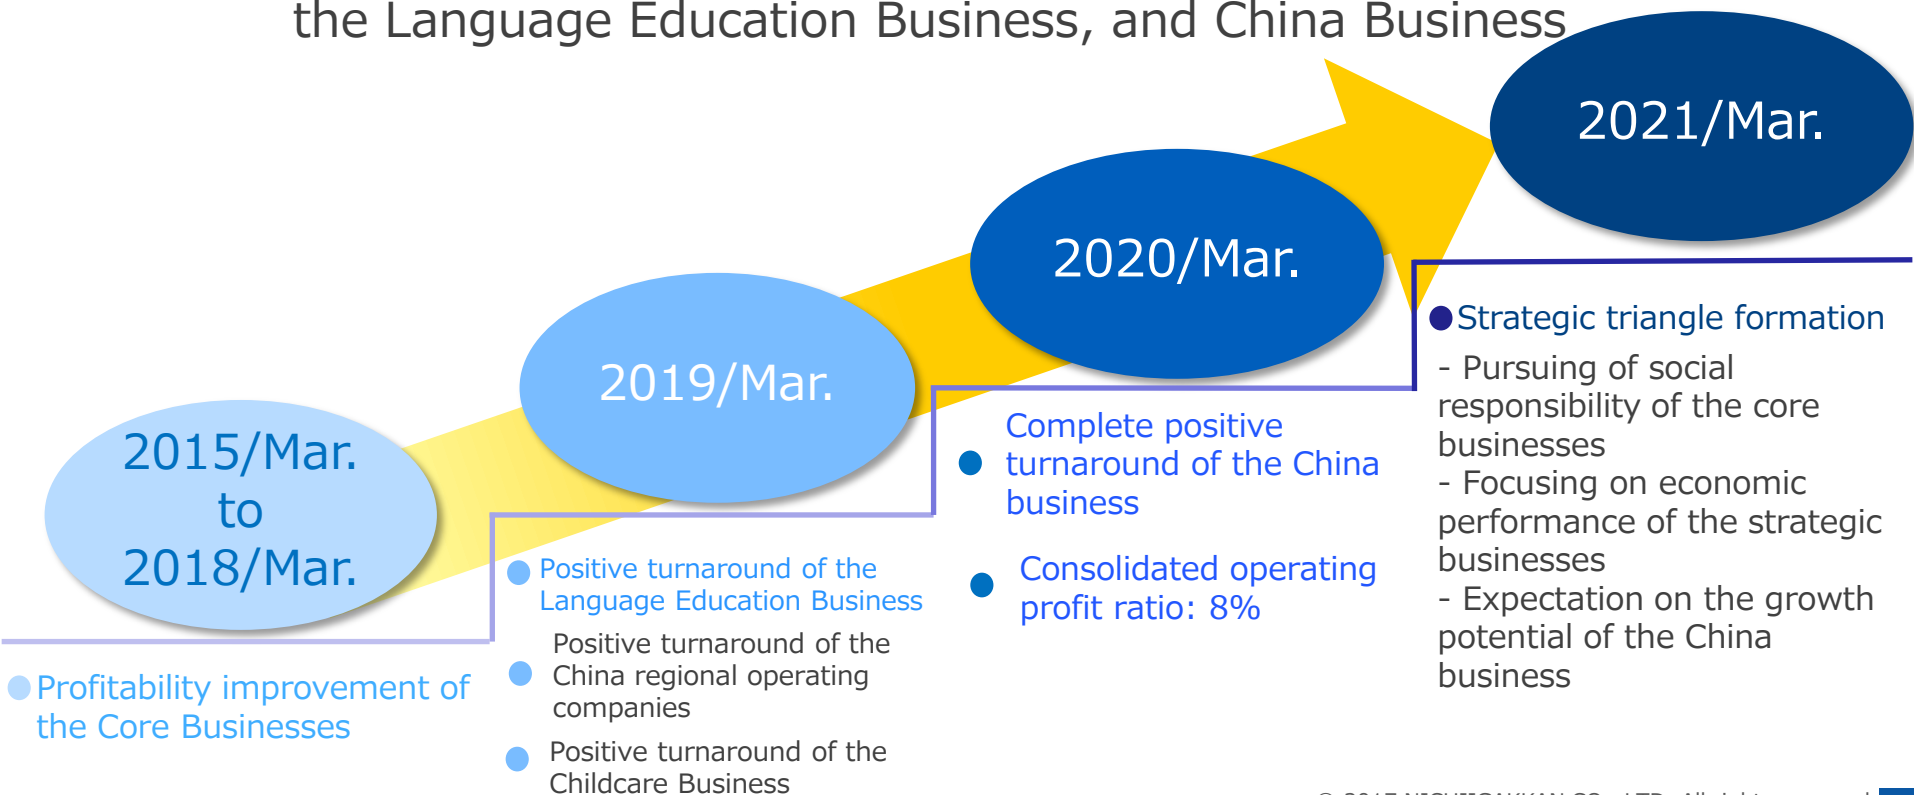 the Language Education Business, and China Business
2015/Mar.
to
2018/Mar.
Profitability improvement of
the Core Businesses
2019/Mar.
Positive turnaround of the
Language Education Business
Positive turnaround of the
China regional operating
companies
Positive turnaround of the
Childcare Business
2020/Mar.
Complete positive
turnaround of the China
business
Consolidated operating
profit ratio: 8%
2021/Mar.
Strategic triangle formation
- Pursuing of social
responsibility of the core
businesses
- Focusing on economic
performance of the strategic
businesses
- Expectation on the growth
potential of the China
business